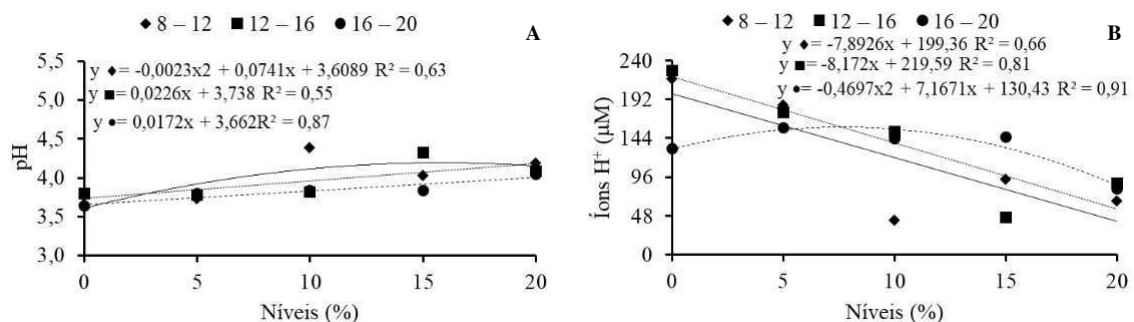 8 – 12 12 – 16 16 – 20
A
y = -0,0023x2 + 0,0741x + 3,6089 R² = 0,63
y = 0,0226x + 3,738 R² = 0,55
y = 0,0172x + 3,662R² = 0,87
pH
5,5
5,0
4,5
4,0
3,5
3,0
0 5 10 15 20
Níveis (%)
8 – 12 12 – 16 16 – 20
B
y = -7,8926x + 199,36 R² = 0,66
y = -8,172x + 219,59 R² = 0,81
y = -0,4697x2 + 7,1671x + 130,43 R² = 0,91
Íons H⁺ (µM)
240
192
144
96
48
0
0 5 10 15 20
Níveis (%)